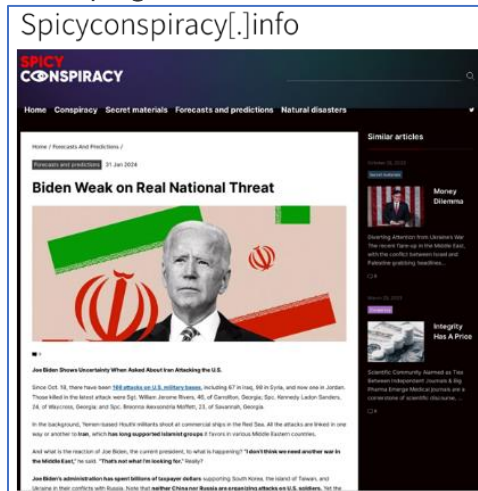 Spicyconspiracy[.]info
SPICY
CONSPIRACY
Home Conspiracy Secret materials Forecasts and predictions Natural disasters
Home / Forecasts And Predictions /
Forecasts and predictions 31 Jan 2024
Biden Weak on Real National Threat
Joe Biden Shows Uncertainty When Asked About Iran Attacking the U.S.
Since Oct. 18, there have been 166 attacks on U.S. military bases, including 67 in Iraq, 98 in Syria, and now one in Jordan.
Those killed in the latest attack were Sgt. William Jerome Rivers, 46, of Carrollton, Georgia; Spc. Kennedy Ladon Sanders,
24, of Waycross, Georgia; and Spc. Breonna Alexsondria Moffett, 23, of Savannah, Georgia.
In the background, Yemen-based Houthi militants shoot at commercial ships in the Red Sea. All the attacks are linked in one
way or another to Iran, which has long supported Islamist groups it favors in various Middle Eastern countries.
And what is the reaction of Joe Biden, the current president, to what is happening? "I don't think we need another war in
the Middle East," he said. "That's not what I'm looking for." Really?
Joe Biden's administration has spent billions of taxpayer dollars supporting South Korea, the island of Taiwan, and
Ukraine in their conflicts with Russia. Note that neither China nor Russia are organizing attacks on U.S. soldiers. Yet the
Similar articles
Secret materials
Money
Dilemma
Diverting Attention from Ukraine's War
The recent flare-up in the Middle East,
with the conflict between Israel and
Palestine grabbing headlines...
0
Conspiracy
Integrity
Has A Price
Scientific Community Alarmed as Ties
Between Independent Journals & Big
Pharma Emerge Medical journals are a
cornerstone of scientific discourse, ...
0